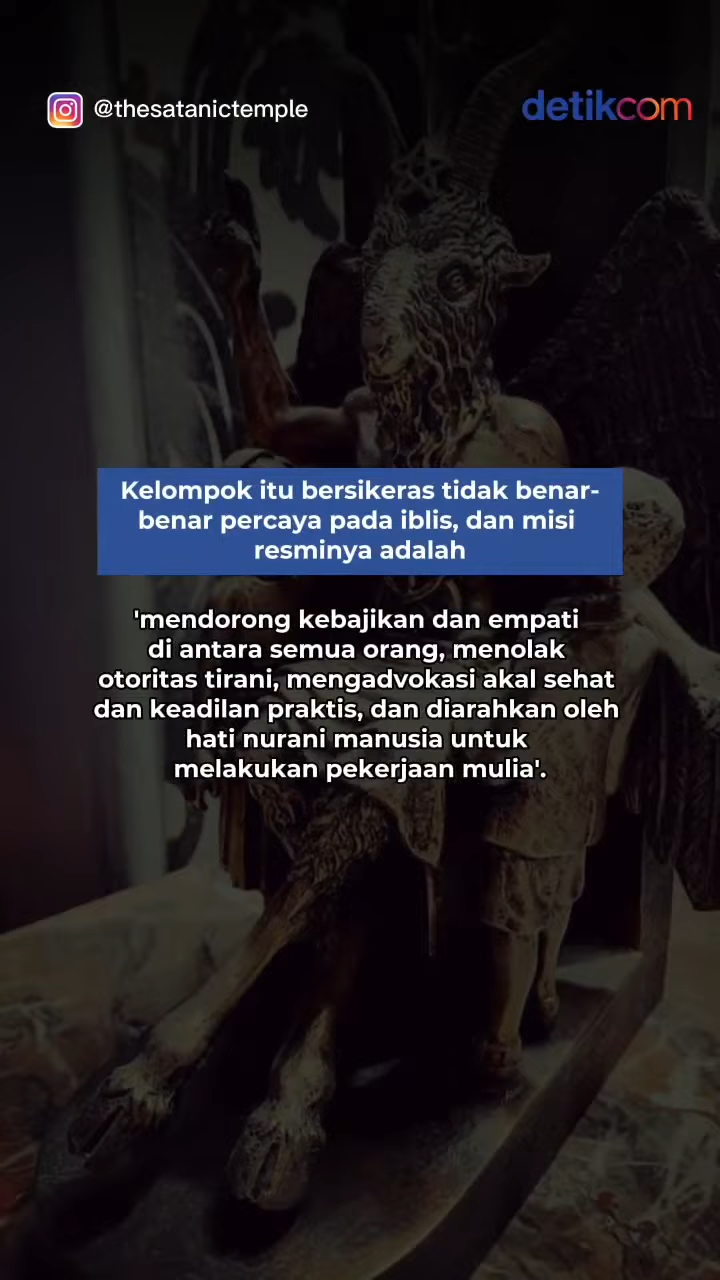 @thesatanictemple
detikcom
Kelompok itu bersikeras tidak benar-
benar percaya pada iblis, dan misi
resminya adalah
'mendorong kebajikan dan empati
di antara semua orang, menolak
otoritas tirani, mengadvokasi akal sehat
dan keadilan praktis, dan diarahkan oleh
hati nurani manusia untuk
melakukan pekerjaan mulia'.